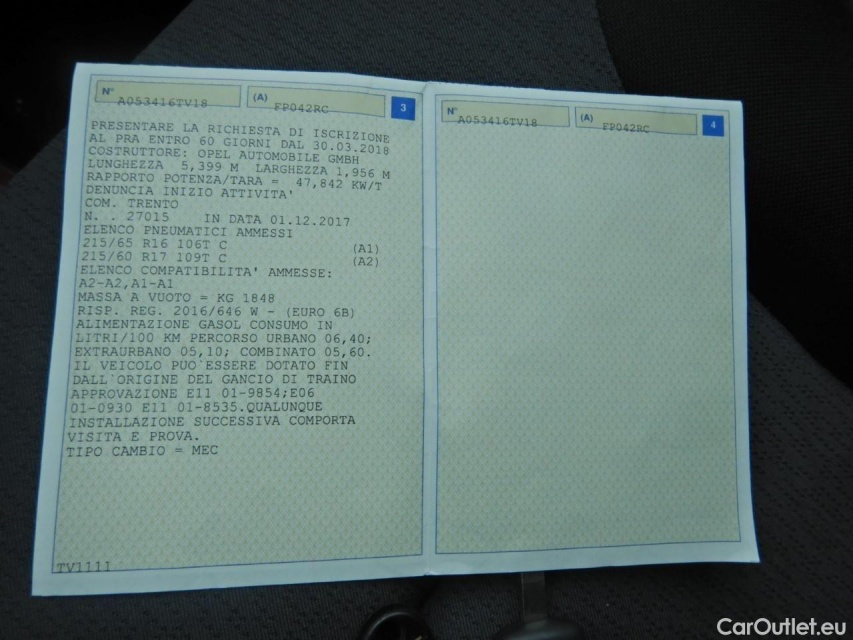 N° A053416TV18 (A) FP042RC 3
PRESENTARE LA RICHIESTA DI ISCRIZIONE
AL PRA ENTRO 60 GIORNI DAL 30.03.2018
COSTRUTTORE: OPEL AUTOMOBILE GMBH
LUNGHEZZA 5,399 M LARGHEZZA 1,956 M
RAPPORTO POTENZA/TARA = 47,842 KW/T
DENUNCIA INIZIO ATTIVITA'
COM. TRENTO
N. . 27015 IN DATA 01.12.2017
ELENCO PNEUMATICI AMMESSI
215/65 R16 106T C (A1)
215/60 R17 109T C (A2)
ELENCO COMPATIBILITA' AMMESSE:
A2-A2,A1-A1
MASSA A VUOTO = KG 1848
RISP. REG. 2016/646 W - (EURO 6B)
ALIMENTAZIONE GASOL CONSUMO IN
LITRI/100 KM PERCORSO URBANO 06,40;
EXTRAURBANO 05,10; COMBINATO 05,60.
IL VEICOLO PUO'ESSERE DOTATO FIN
DALL'ORIGINE DEL GANCIO DI TRAINO
APPROVAZIONE E11 01-9854;E06
01-0930 E11 01-8535.QUALUNQUE
INSTALLAZIONE SUCCESSIVA COMPORTA
VISITA E PROVA.
TIPO CAMBIO = MEC
TV1111
N° A053416TV18 (A) FP042RC 4
CarOutlet.eu